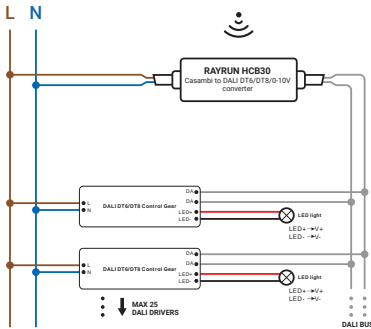 L N
RAYRUN HCB30
Casambi to DALI DT6/DT8/0-10V
converter
DA
DA
L
DALI DT6/DT8 Control Gear
N
LED+
LED-
LED light
LED+ → V+
LED- → V-
DA
DA
L
DALI DT6/DT8 Control Gear
N
LED+
LED-
LED light
LED+ → V+
LED- → V-
MAX 25
DALI DRIVERS
DALI BUS